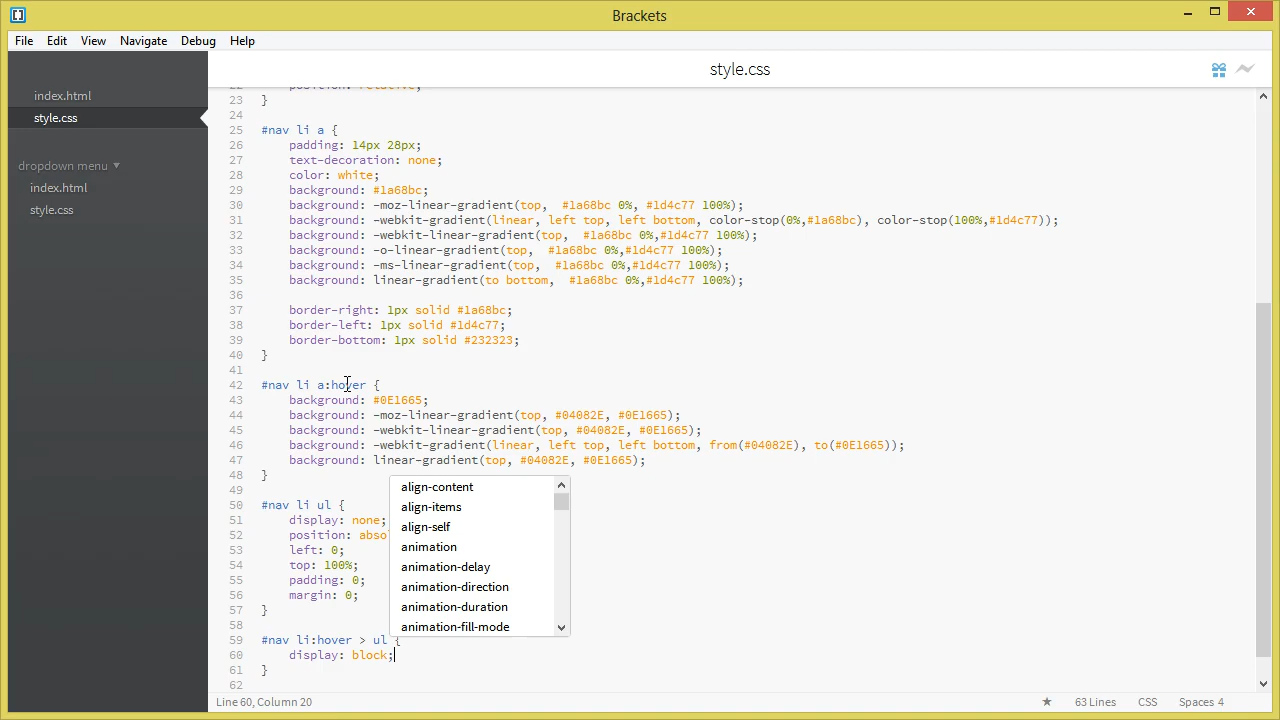 Brackets
File Edit View Navigate Debug Help
style.css
index.html
style.css
dropdown menu
index.html
style.css
22 position: relative;
23 }
24
25 #nav li a {
26 padding: 14px 28px;
27 text-decoration: none;
28 color: white;
29 background: #1a68bc;
30 background: -moz-linear-gradient(top,  #1a68bc 0%, #1d4c77 100%);
31 background: -webkit-gradient(linear, left top, left bottom, color-stop(0%,#1a68bc), color-stop(100%,#1d4c77));
32 background: -webkit-linear-gradient(top,  #1a68bc 0%,#1d4c77 100%);
33 background: -o-linear-gradient(top,  #1a68bc 0%,#1d4c77 100%);
34 background: -ms-linear-gradient(top,  #1a68bc 0%,#1d4c77 100%);
35 background: linear-gradient(to bottom,  #1a68bc 0%,#1d4c77 100%);
36
37 border-right: 1px solid #1a68bc;
38 border-left: 1px solid #1d4c77;
39 border-bottom: 1px solid #232323;
40 }
41
42 #nav li a:hover {
43 background: #0E1665;
44 background: -moz-linear-gradient(top, #04082E, #0E1665);
45 background: -webkit-linear-gradient(top, #04082E, #0E1665);
46 background: -webkit-gradient(linear, left top, left bottom, from(#04082E), to(#0E1665));
47 background: linear-gradient(top, #04082E, #0E1665);
48 }
49
50 #nav li ul {
51 display: none;
52 position: abso
53 left: 0;
54 top: 100%;
55 padding: 0;
56 margin: 0;
57 }
58
59 #nav li:hover > ul {
60 display: block;
61 }
62
align-content
align-items
align-self
animation
animation-delay
animation-direction
animation-duration
animation-fill-mode
Line 60, Column 20
63 Lines CSS Spaces 4